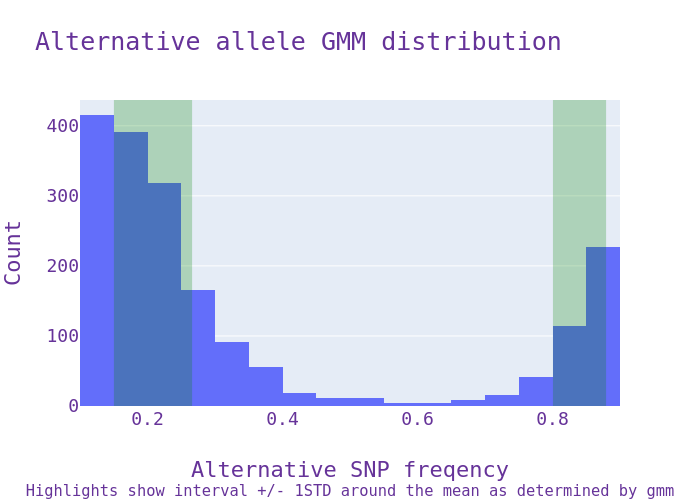 Alternative allele GMM distribution
400
300
200
100
0
Count
0.2 0.4 0.6 0.8
Alternative SNP freqency
Highlights show interval +/- 1STD around the mean as determined by gmm